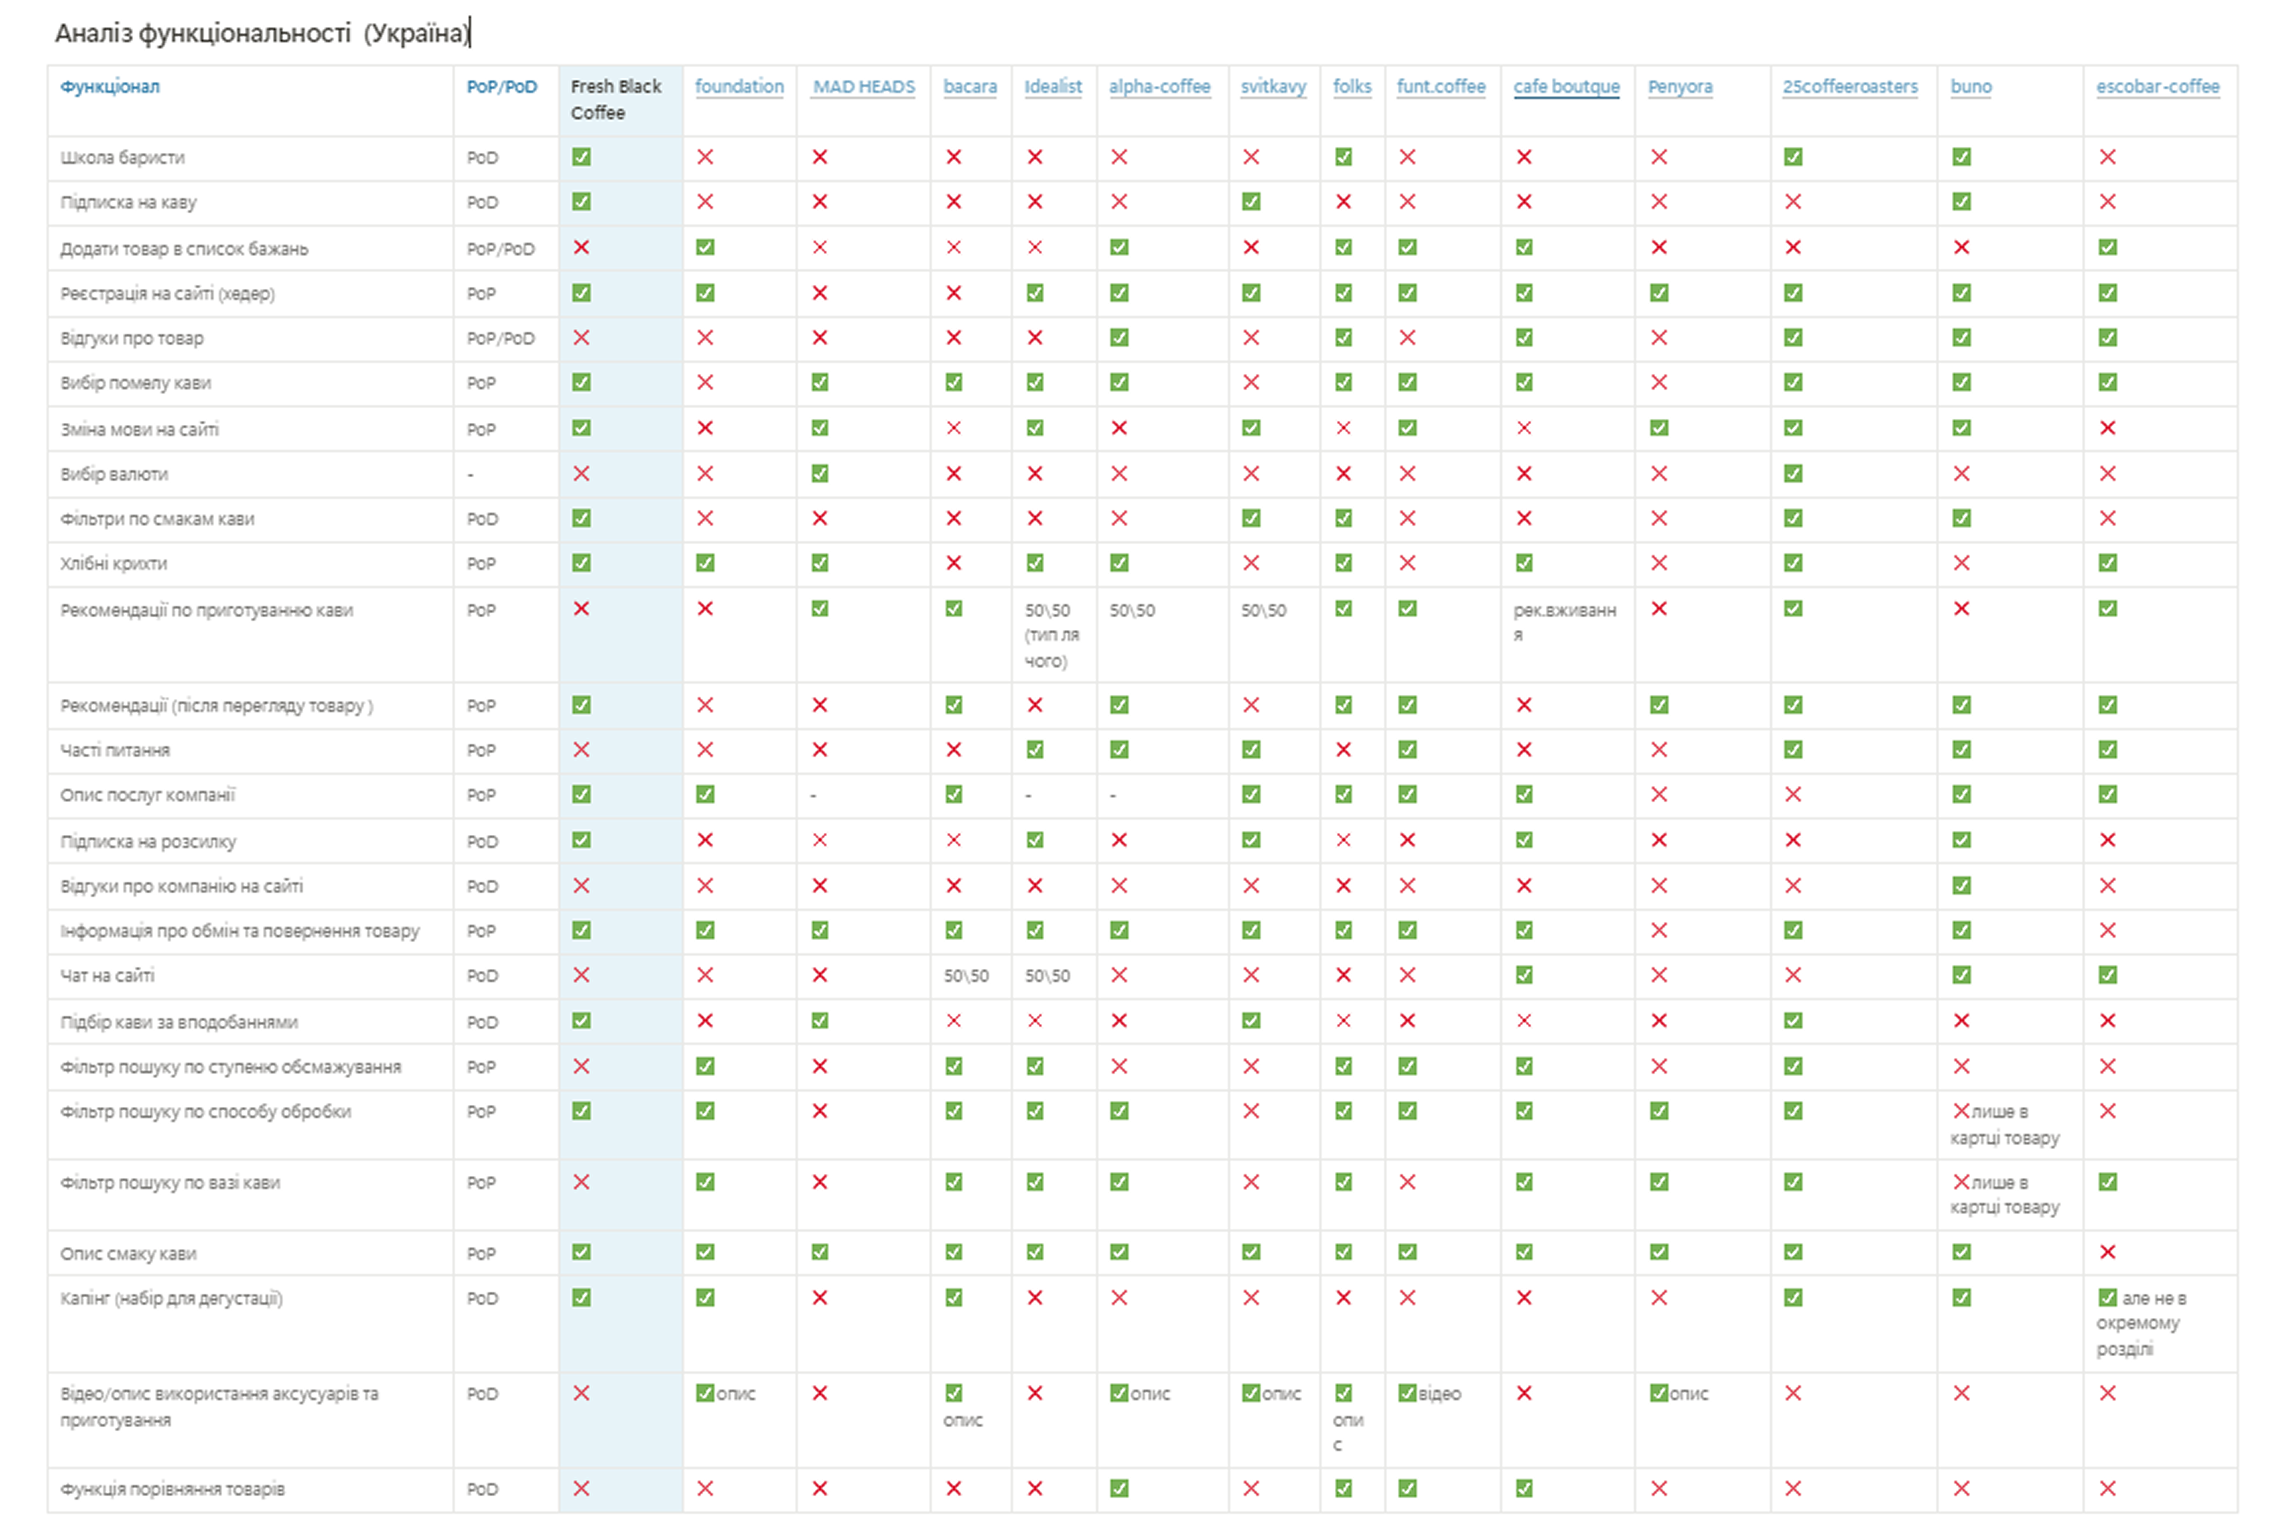 Аналіз функціональності (Україна)
Функціонал PoP/PoD Fresh Black Coffee foundation MAD HEADS bacara Idealist alpha-coffee svitkavy folks funt.coffee cafe boutque Penyora 25coffeeroasters buno escobar-coffee
Школа баристи PoD ✅ ❌ ❌ ❌ ❌ ❌ ❌ ✅ ❌ ❌ ❌ ✅ ✅ ❌
Підписка на каву PoD ✅ ❌ ❌ ❌ ❌ ❌ ✅ ❌ ❌ ❌ ❌ ❌ ✅ ❌
Додати товар в список бажань PoP/PoD ❌ ✅ ❌ ❌ ❌ ✅ ❌ ✅ ✅ ✅ ❌ ❌ ❌ ✅
Реєстрація на сайті (хедер) PoP ✅ ✅ ❌ ❌ ✅ ✅ ✅ ✅ ✅ ✅ ✅ ✅ ✅ ✅
Відгуки про товар PoP/PoD ❌ ❌ ❌ ❌ ❌ ✅ ❌ ✅ ❌ ✅ ❌ ✅ ✅ ✅
Вибір помелу кави PoP ✅ ❌ ✅ ✅ ✅ ✅ ❌ ✅ ✅ ✅ ❌ ✅ ✅ ✅
Зміна мови на сайті PoP ✅ ❌ ✅ ❌ ✅ ❌ ✅ ❌ ✅ ❌ ✅ ✅ ✅ ❌
Вибір валюти - ❌ ❌ ✅ ❌ ❌ ❌ ❌ ❌ ❌ ❌ ❌ ✅ ❌ ❌
Фільтри по смакам кави PoD ✅ ❌ ❌ ❌ ❌ ❌ ✅ ✅ ❌ ❌ ❌ ✅ ✅ ❌
Хлібні крихти PoP ✅ ✅ ✅ ❌ ✅ ✅ ❌ ✅ ❌ ✅ ❌ ✅ ❌ ✅
Рекомендації по приготуванню кави PoP ❌ ❌ ✅ ✅ 50\50 (тип ля чого) 50\50 50\50 ✅ ✅ рек.вживання ❌ ✅ ❌ ✅
Рекомендації (після перегляду товару ) PoP ✅ ❌ ❌ ✅ ❌ ✅ ❌ ✅ ✅ ❌ ✅ ✅ ✅ ✅
Часті питання PoP ❌ ❌ ❌ ❌ ✅ ✅ ✅ ❌ ✅ ❌ ❌ ✅ ✅ ✅
Опис послуг компанії PoP ✅ ✅ - ✅ - - ✅ ✅ ✅ ✅ ❌ ❌ ✅ ✅
Підписка на розсилку PoD ✅ ❌ ❌ ❌ ✅ ❌ ✅ ❌ ❌ ✅ ❌ ❌ ✅ ❌
Відгуки про компанію на сайті PoD ❌ ❌ ❌ ❌ ❌ ❌ ❌ ❌ ❌ ❌ ❌ ❌ ✅ ❌
Інформація про обмін та повернення товару PoP ✅ ✅ ✅ ✅ ✅ ✅ ✅ ✅ ✅ ✅ ❌ ✅ ✅ ❌
Чат на сайті PoD ❌ ❌ ❌ 50\50 50\50 ❌ ❌ ❌ ❌ ✅ ❌ ❌ ✅ ✅
Підбір кави за вподобаннями PoD ✅ ❌ ✅ ❌ ❌ ❌ ✅ ❌ ❌ ❌ ❌ ✅ ❌ ❌
Фільтр пошуку по ступеню обсмажування PoP ❌ ✅ ❌ ✅ ✅ ❌ ❌ ✅ ✅ ✅ ❌ ✅ ❌ ❌
Фільтр пошуку по способу обробки PoP ✅ ✅ ❌ ✅ ✅ ✅ ❌ ✅ ✅ ✅ ✅ ✅ ❌лише в картці товару ❌
Фільтр пошуку по вазі кави PoP ❌ ✅ ❌ ✅ ✅ ✅ ❌ ✅ ❌ ✅ ✅ ✅ ❌лише в картці товару ✅
Опис смаку кави PoP ✅ ✅ ✅ ✅ ✅ ✅ ✅ ✅ ✅ ✅ ✅ ✅ ✅ ❌
Капінг (набір для дегустації) PoD ✅ ✅ ❌ ✅ ❌ ❌ ❌ ❌ ❌ ❌ ❌ ✅ ✅ ✅ але не в окремому розділі
Відео/опис використання аксусуарів та приготування PoD ❌ ✅опис ❌ ✅ опис ❌ ✅опис ✅опис ✅ опис ✅відео ❌ ✅опис ❌ ❌ ❌
Функція порівняння товарів PoD ❌ ❌ ❌ ❌ ❌ ✅ ❌ ✅ ✅ ✅ ❌ ❌ ❌ ❌